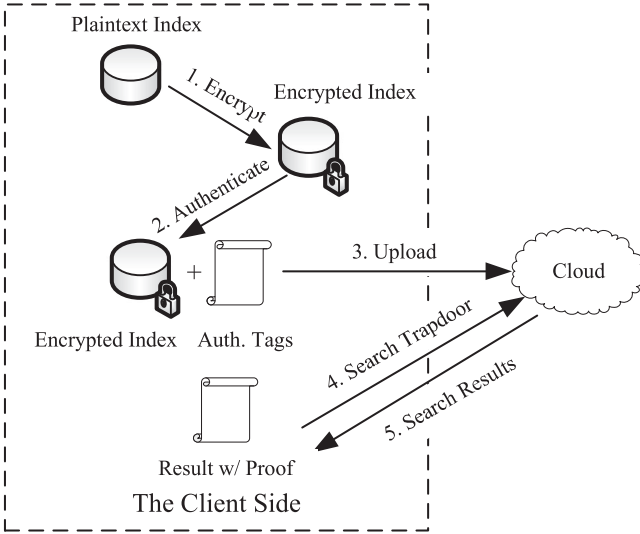 Plaintext Index
1. Encrypt
Encrypted Index
2. Authenticate
+
3. Upload
Cloud
Encrypted Index
Auth. Tags
4. Search Trapdoor
5. Search Results
Result w/ Proof
The Client Side